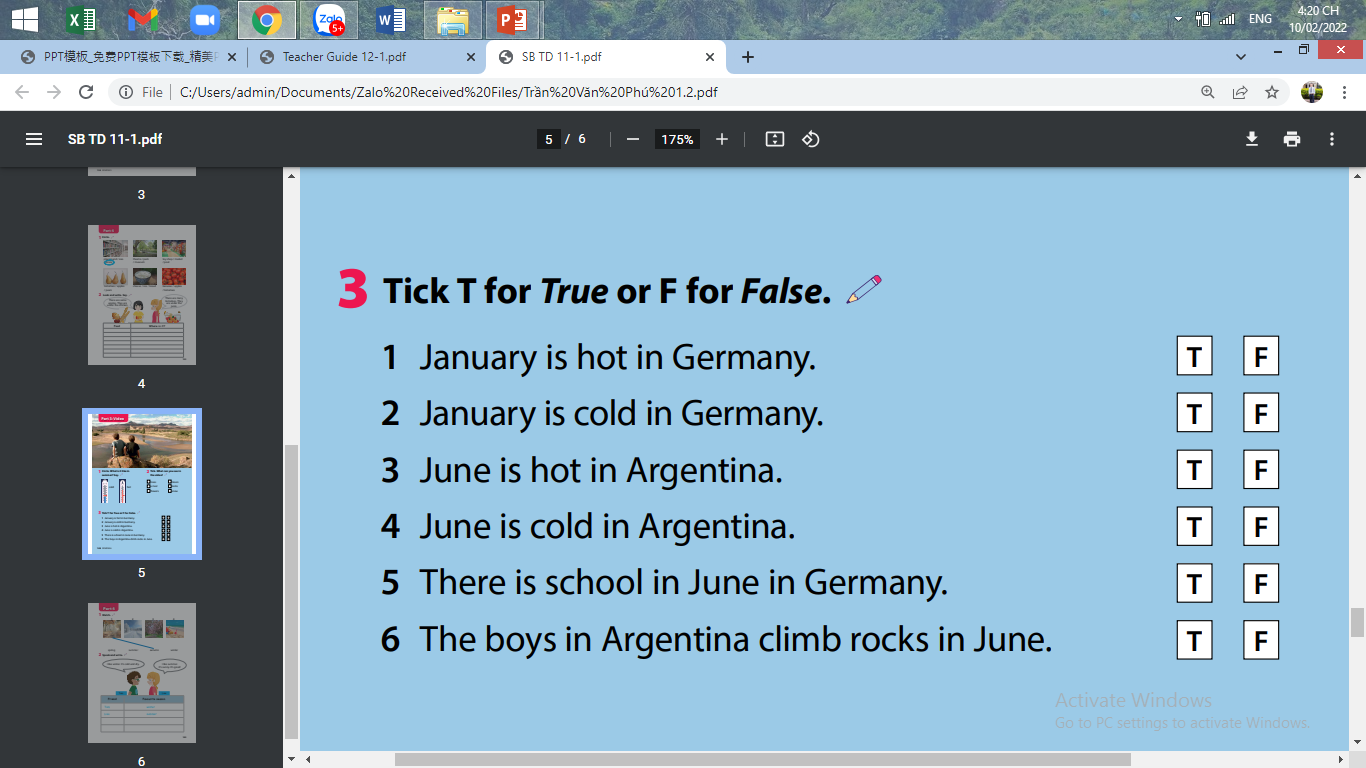 4:20 CH
ENG
10/02/2022
Zalo
5+
PPT模板_免费PPT模板下载_精美P
Teacher Guide 12-1.pdf
SB TD 11-1.pdf
File
C:/Users/admin/Documents/Zalo%20Received%20Files/Trần%20Văn%20Phú%201.2.pdf
SB TD 11-1.pdf
5 / 6
175%
3
4
5
6
3 Tick T for True or F for False.
1 January is hot in Germany. T F
2 January is cold in Germany. T F
3 June is hot in Argentina. T F
4 June is cold in Argentina. T F
5 There is school in June in Germany. T F
6 The boys in Argentina climb rocks in June. T F
Activate Windows
Go to PC settings to activate Windows.